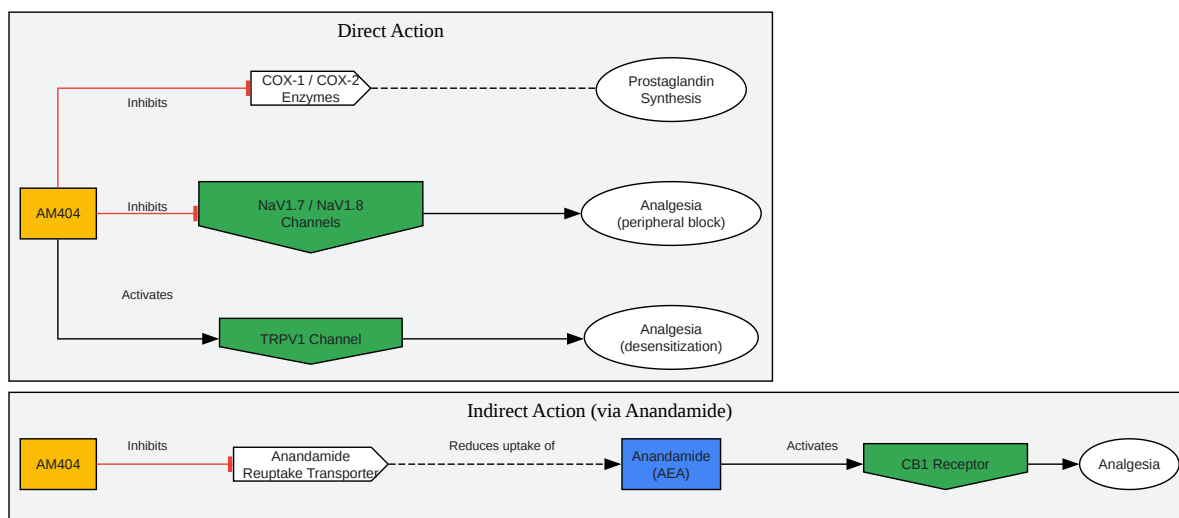 Direct Action
COX-1 / COX-2
Enzymes
Inhibits
Prostaglandin
Synthesis
AM404
Inhibits
NaV1.7 / NaV1.8
Channels
Analgesia
(peripheral block)
Activates
TRPV1 Channel
Analgesia
(desensitization)
Indirect Action (via Anandamide)
AM404
Inhibits
Anandamide
Reuptake Transporter
Reduces uptake of
Anandamide
(AEA)
Activates
CB1 Receptor
Analgesia